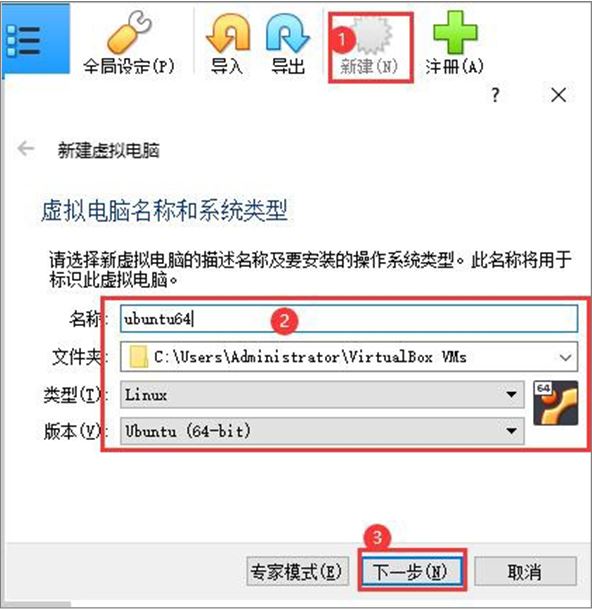 全局设定(P) 导入 导出 1 新建(N) 注册(A)
? ×
← 新建虚拟电脑
虚拟电脑名称和系统类型
请选择新虚拟电脑的描述名称及要安装的操作系统类型。此名称将用于
标识此虚拟电脑。
名称: ubuntu64 2
文件夹: C:\Users\Administrator\VirtualBox VMs
类型(T): Linux 64
版本(V): Ubuntu (64-bit)
3
专家模式(E) 下一步(N) 取消